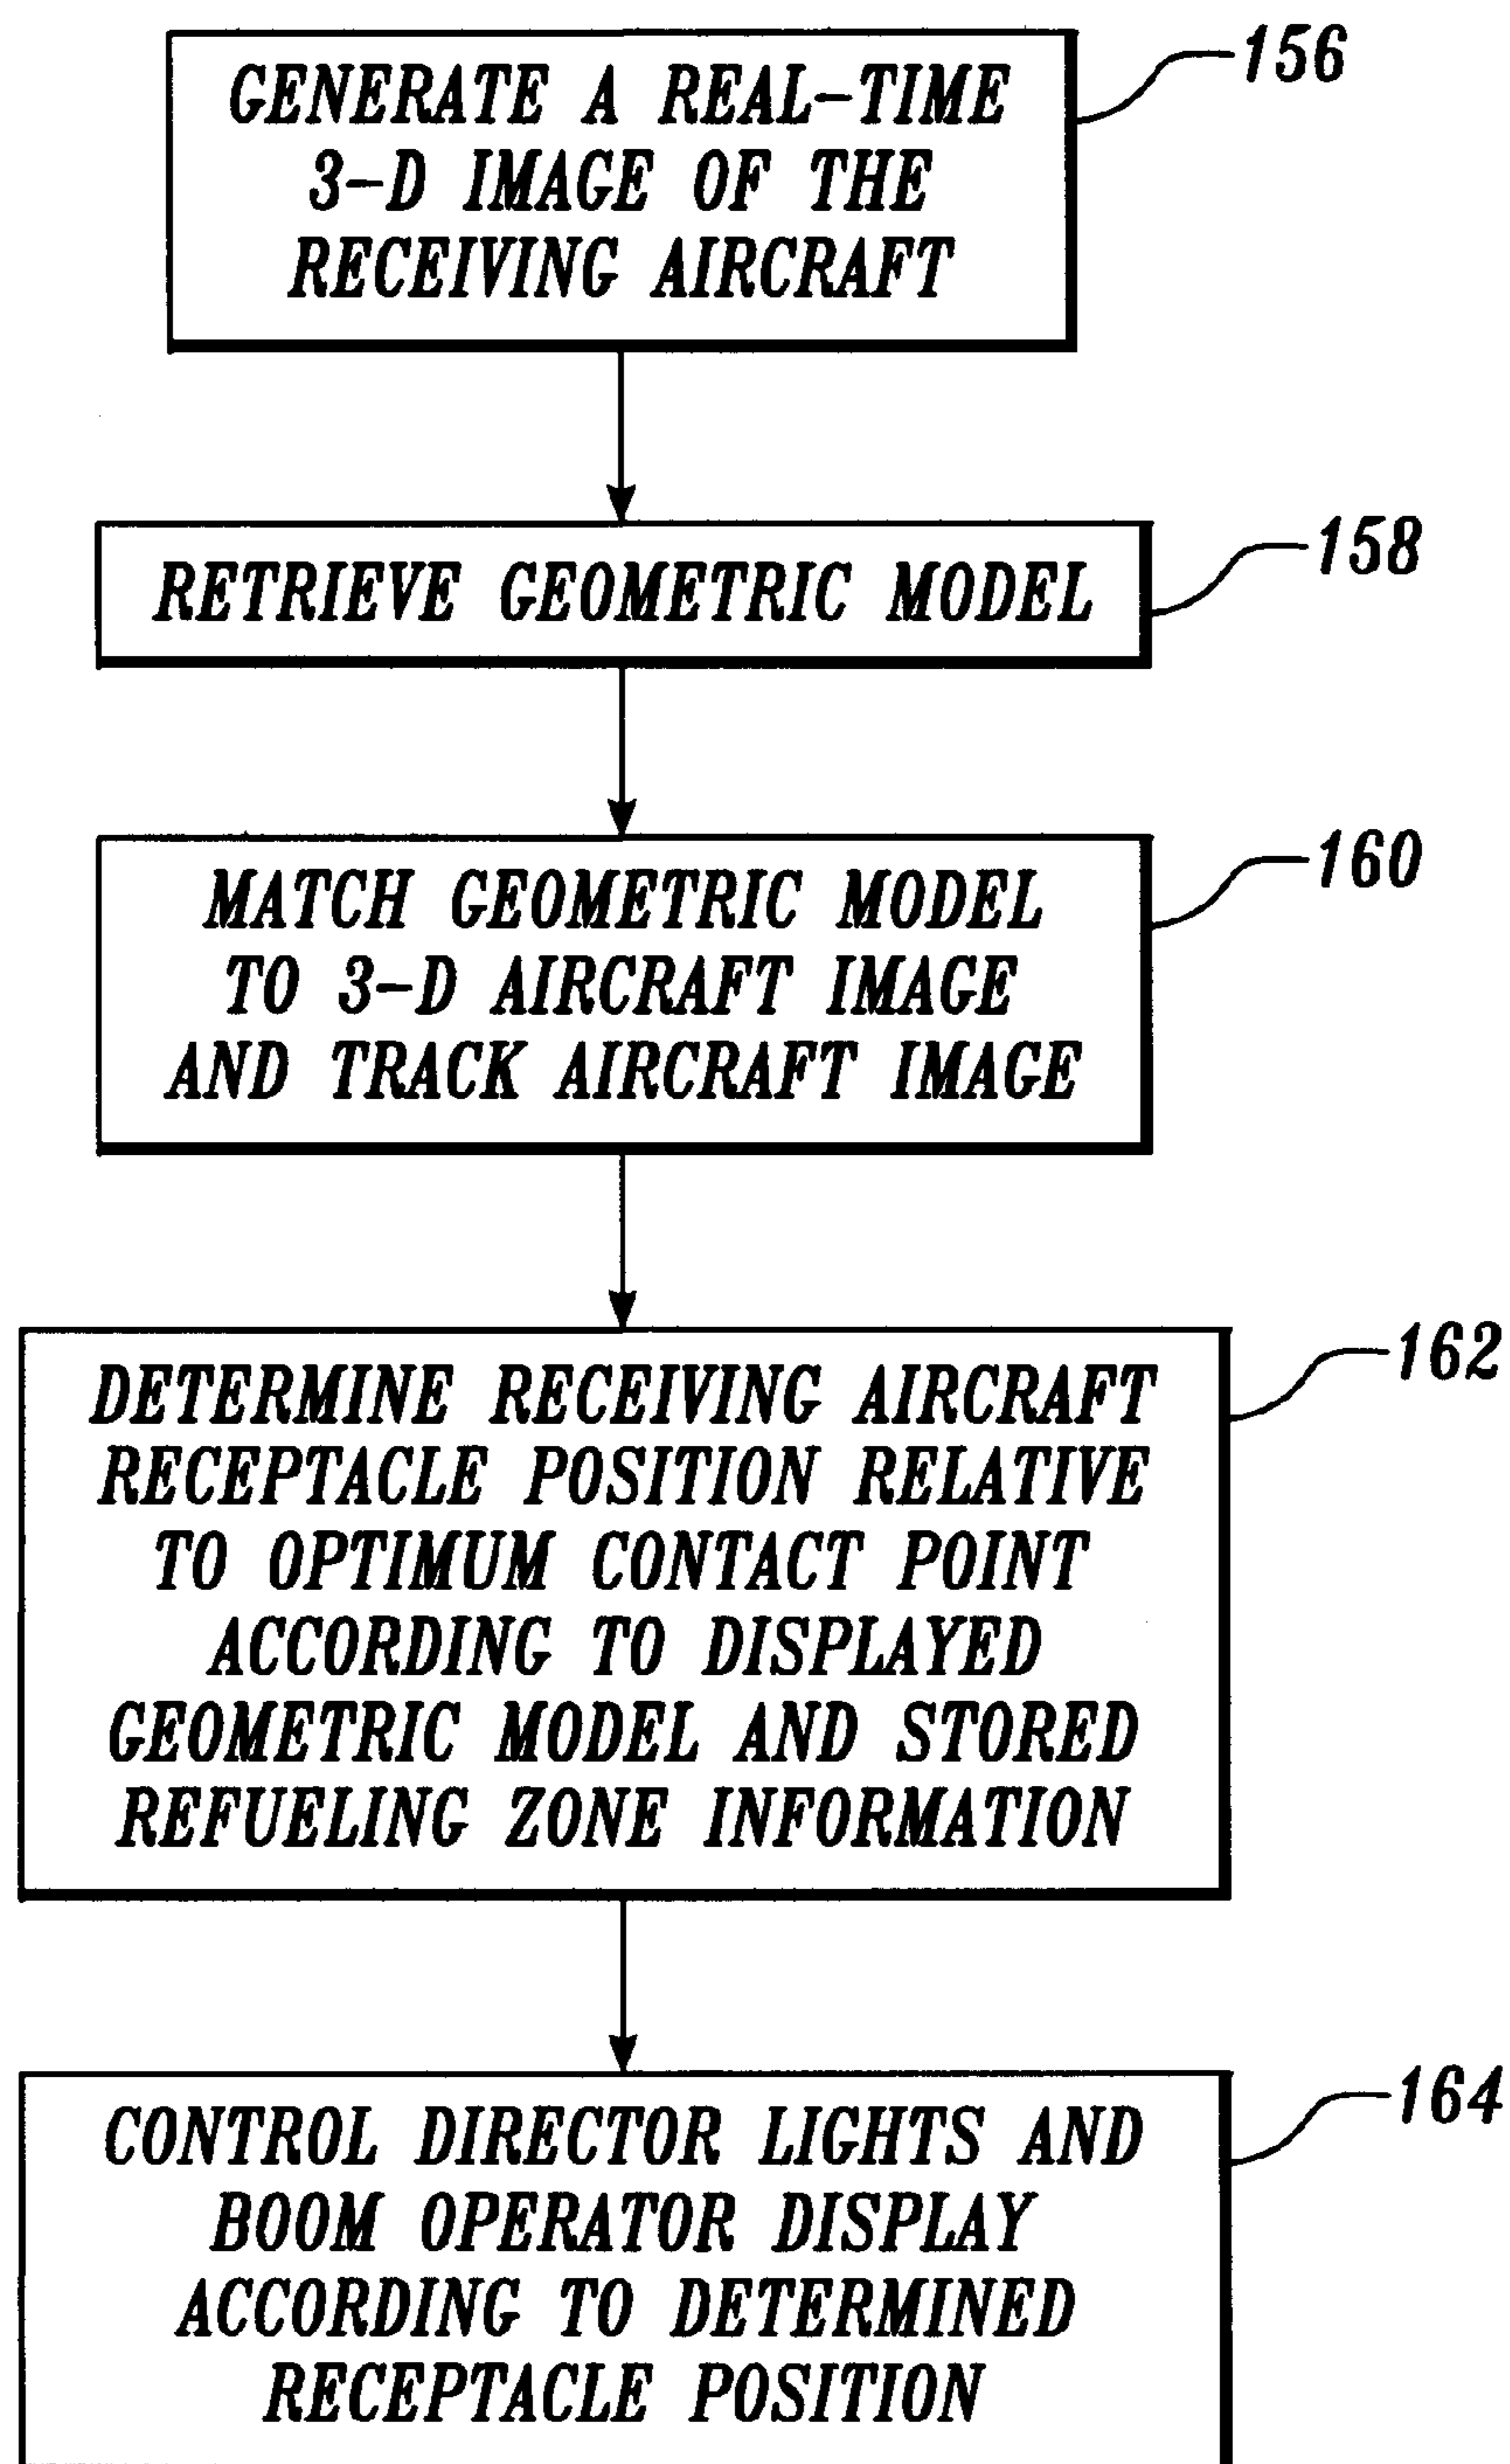 GENERATE A REAL-TIME
3-D IMAGE OF THE
RECEIVING AIRCRAFT
156
RETRIEVE GEOMETRIC MODEL
158
MATCH GEOMETRIC MODEL
TO 3-D AIRCRAFT IMAGE
AND TRACK AIRCRAFT IMAGE
160
DETERMINE RECEIVING AIRCRAFT
RECEPTACLE POSITION RELATIVE
TO OPTIMUM CONTACT POINT
ACCORDING TO DISPLAYED
GEOMETRIC MODEL AND STORED
REFUELING ZONE INFORMATION
162
CONTROL DIRECTOR LIGHTS AND
BOOM OPERATOR DISPLAY
ACCORDING TO DETERMINED
RECEPTACLE POSITION
164